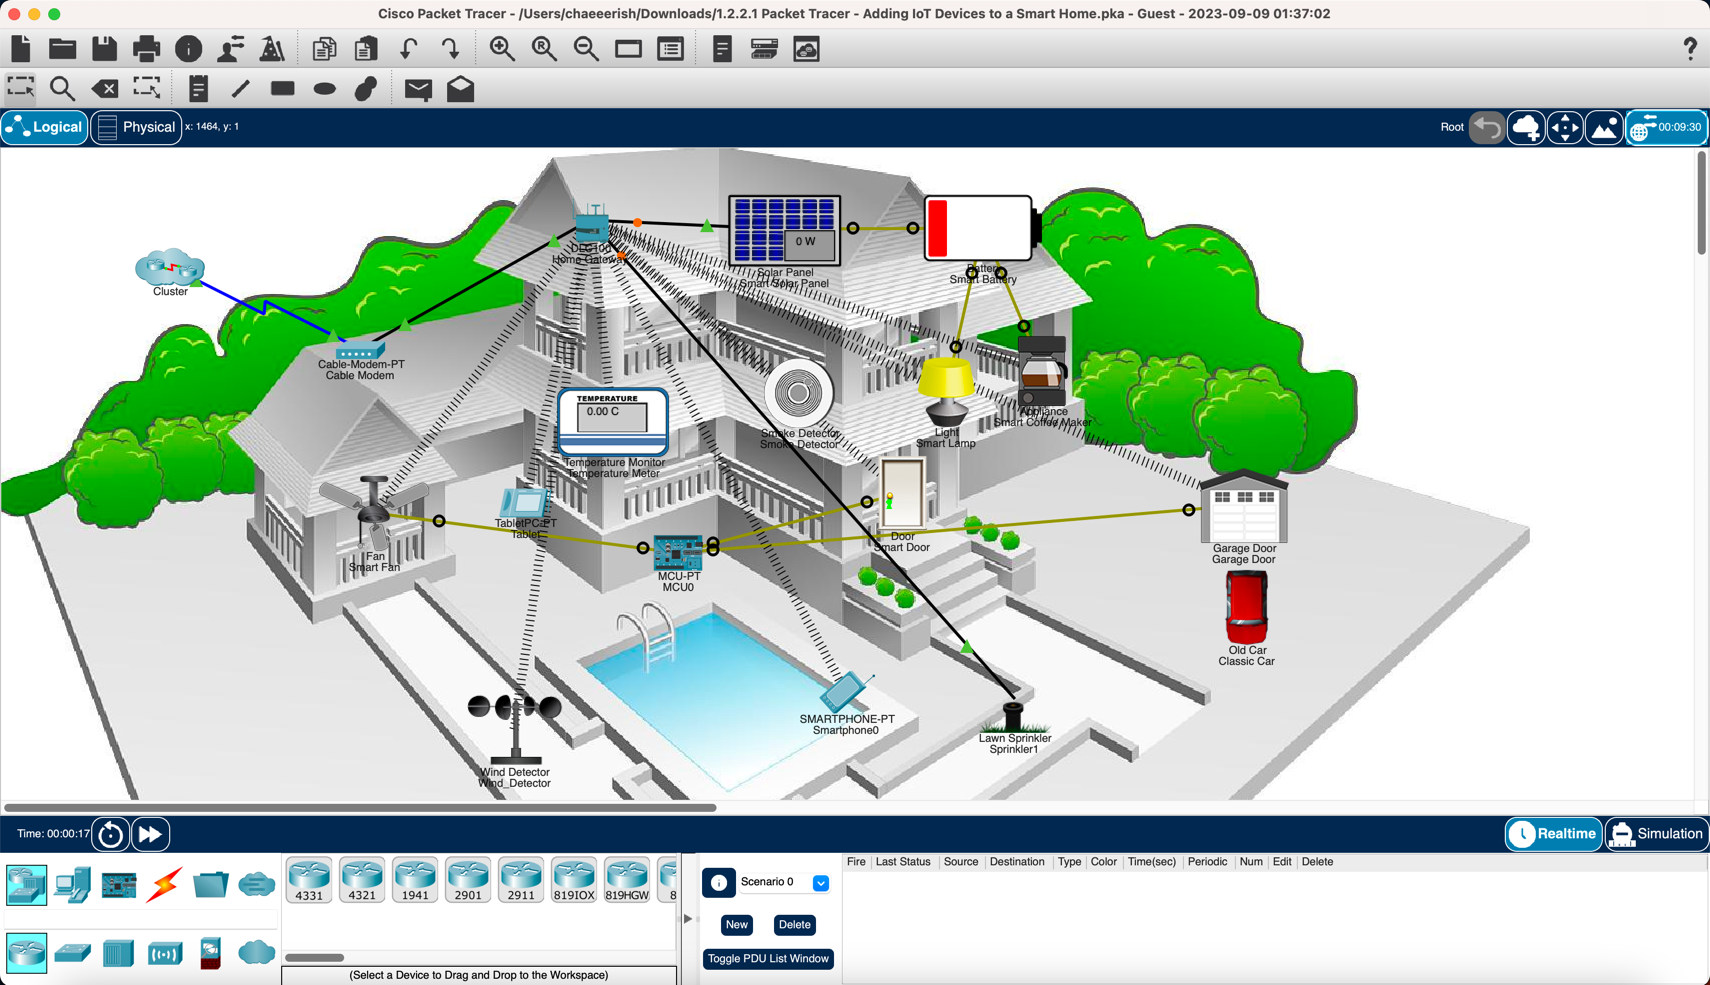 Cisco Packet Tracer - /Users/chaeeerish/Downloads/1.2.2.1 Packet Tracer - Adding IoT Devices to a Smart Home.pka - Guest - 2023-09-09 01:37:02
Logical
Physical
x: 1464, y: 1
Root
00:09:30
DLC100
Home Gateway
0 W
Solar Panel
Smart Solar Panel
Battery
Smart Battery
Cluster
Cable-Modem-PT
Cable Modem
TEMPERATURE
0.00 C
Temperature Monitor
Temperature Meter
Smoke Detector
Smoke Detector
Light
Smart Lamp
Appliance
Smart Coffee Maker
TabletPC-PT
Tablet
Fan
Smart Fan
MCU-PT
MCU0
Door
Smart Door
Garage Door
Garage Door
Old Car
Classic Car
SMARTPHONE-PT
Smartphone0
Lawn Sprinkler
Sprinkler1
Wind Detector
Wind_Detector
Time: 00:00:17
Realtime
Simulation
4331
4321
1941
2901
2911
819IOX
819HGW
8
(Select a Device to Drag and Drop to the Workspace)
Scenario 0
New
Delete
Toggle PDU List Window
Fire Last Status Source Destination Type Color Time(sec) Periodic Num Edit Delete